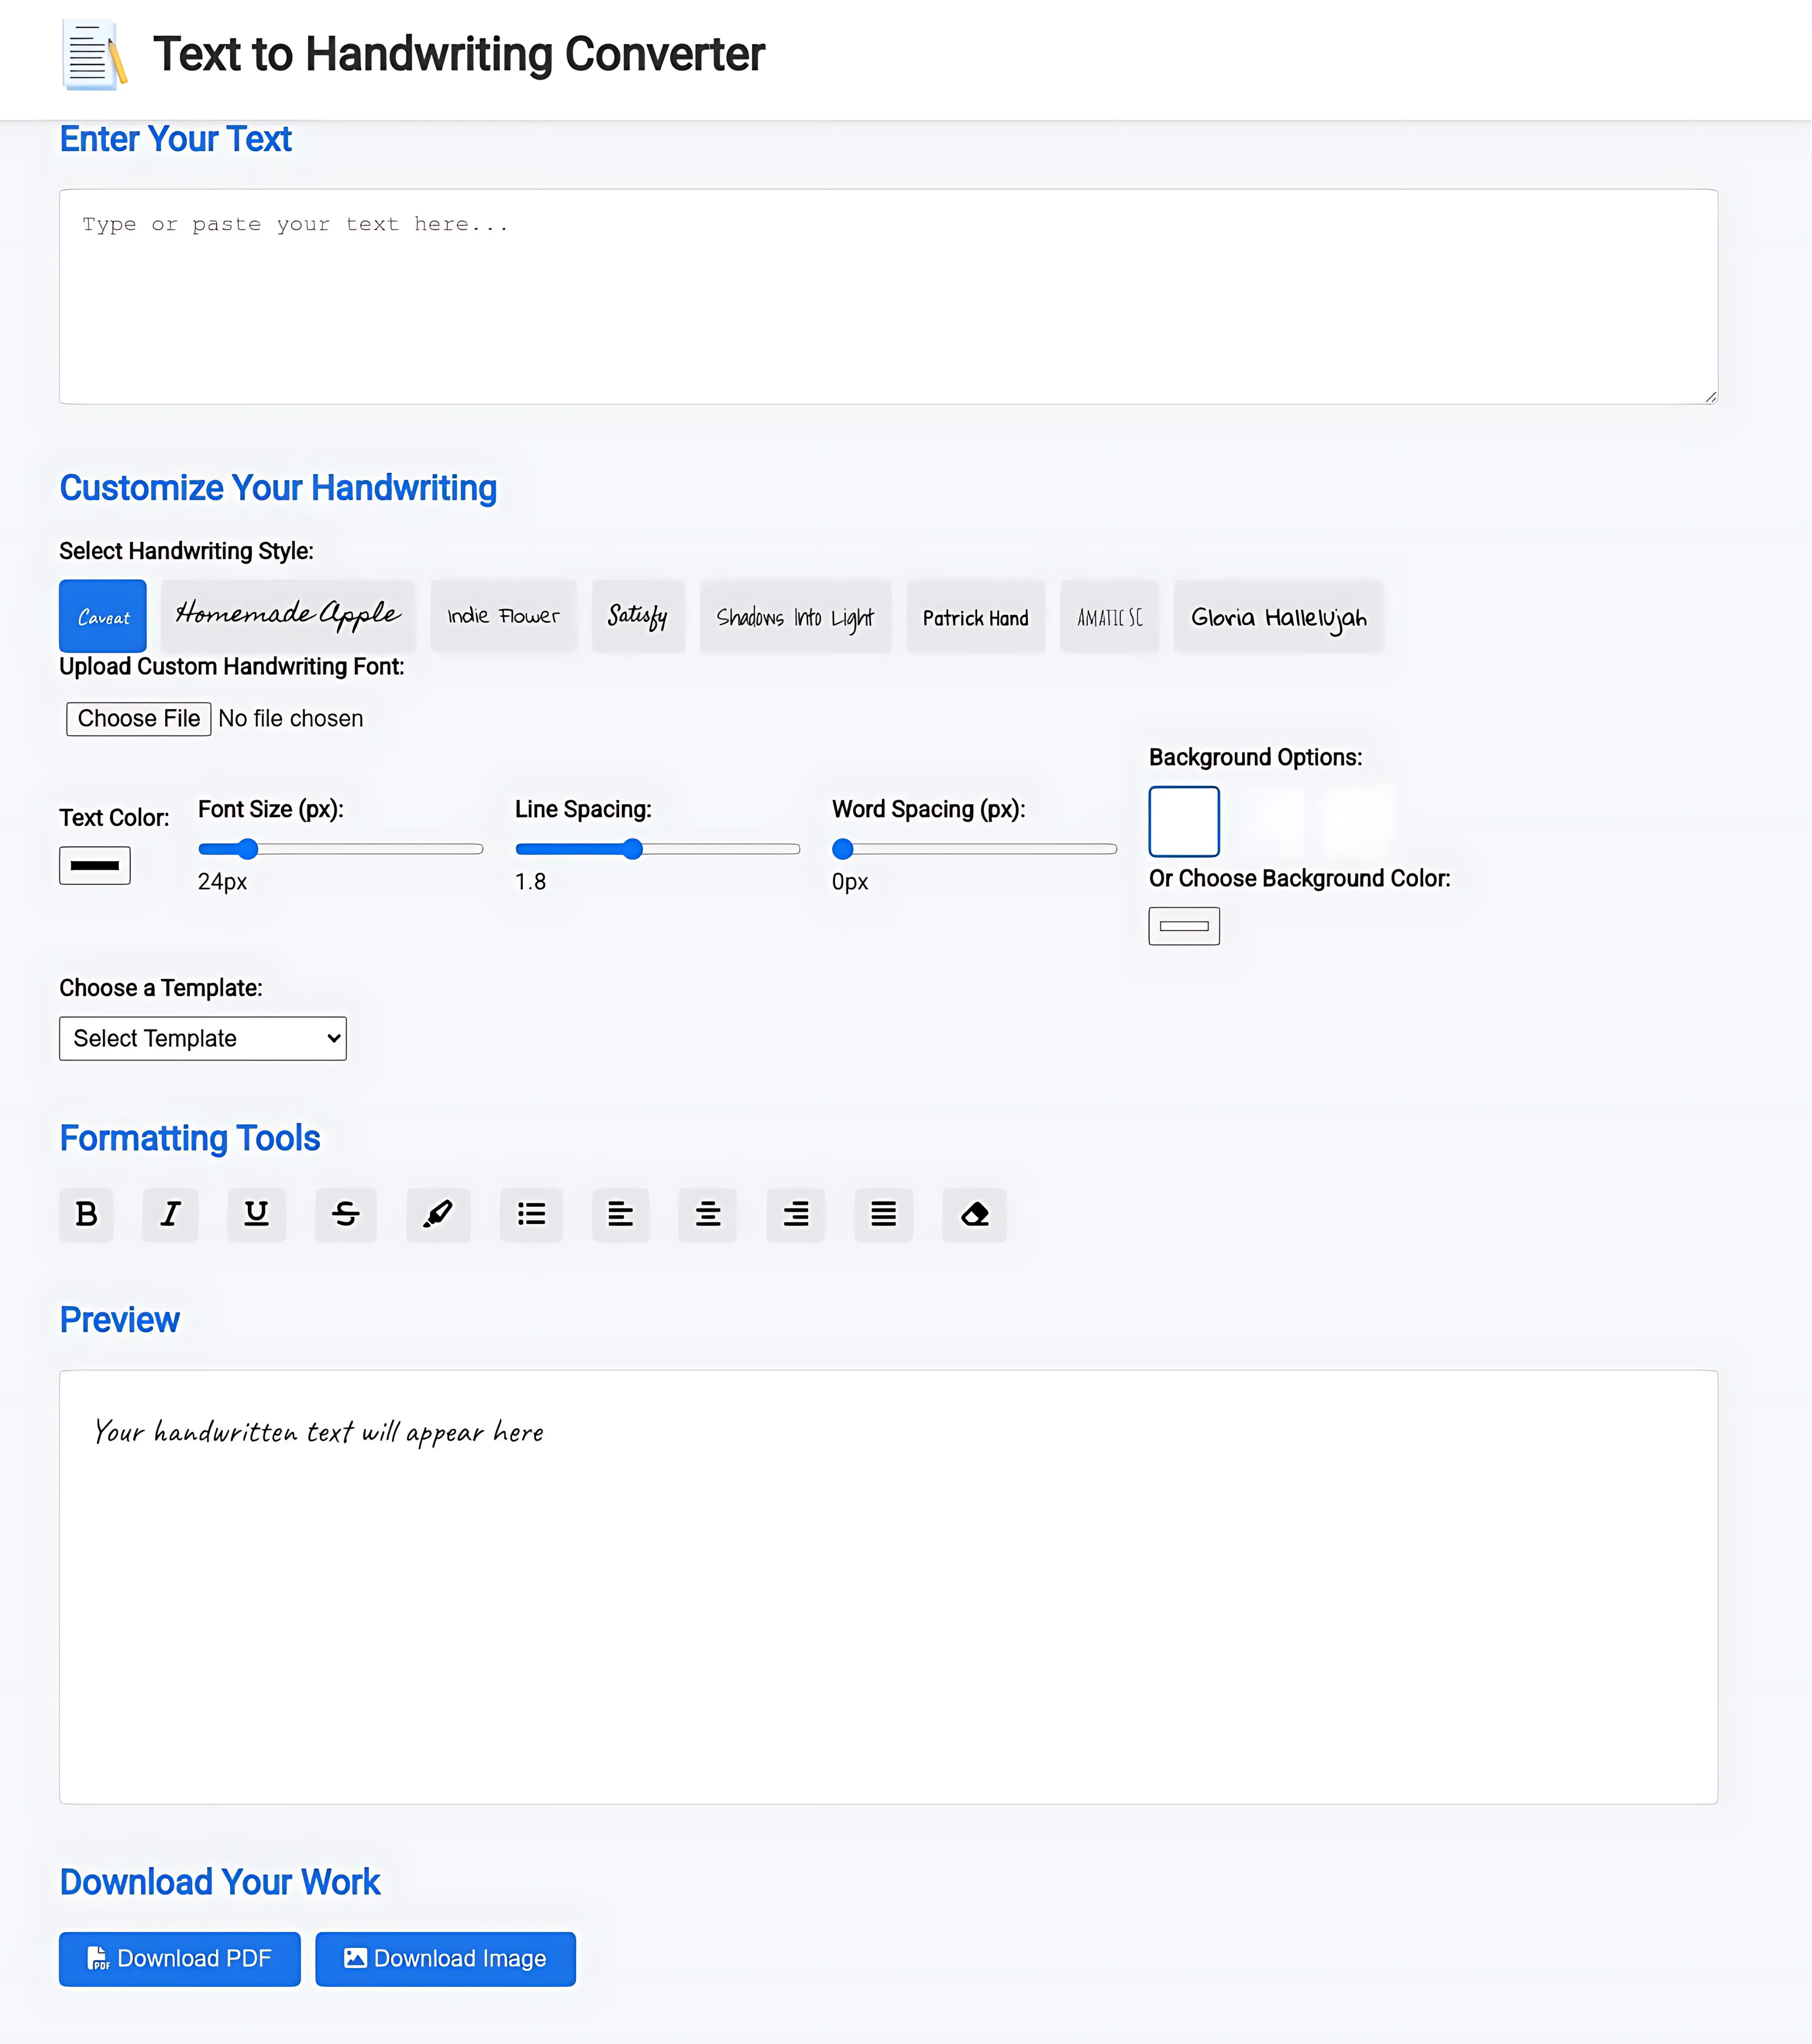 Text to Handwriting Converter
Enter Your Text
Type or paste your text here...
Customize Your Handwriting
Select Handwriting Style:
Caveat Homemade Apple Indie Flower Satisfy Shadows Into Light Patrick Hand Amatic SC Gloria Hallelujah
Upload Custom Handwriting Font:
Choose File No file chosen
Background Options:
Text Color: Font Size (px): Line Spacing: Word Spacing (px):
24px 1.8 0px
Or Choose Background Color:
Choose a Template:
Select Template
Formatting Tools
B I U S
Preview
Your handwritten text will appear here
Download Your Work
PDF Download PDF Download Image